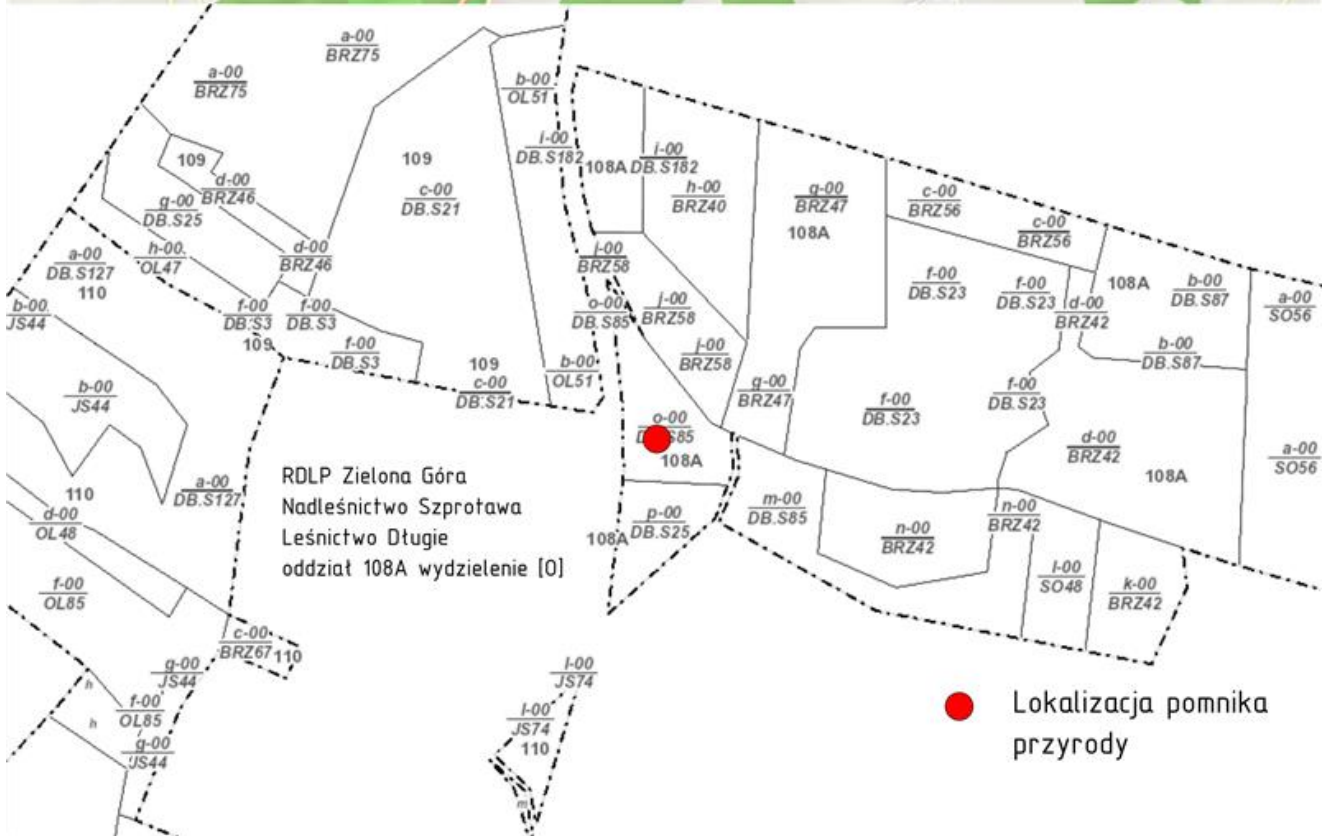 a-00
BRZ75
a-00
BRZ75
b-00
OL51
i-00
DB.S182
108A
i-00
DB.S182
109
109
c-00
DB.S21
d-00
BRZ46
g-00
DB.S25
h-00
BRZ40
g-00
BRZ47
108A
c-00
BRZ56
c-00
BRZ56
a-00
DB.S127
110
h-00
OL47
d-00
BRZ46
j-00
BRZ58
f-00
DB.S23
f-00
DB.S23
108A
b-00
DB.S87
a-00
SO56
b-00
JS44
f-00
DB.S3
f-00
DB.S3
109
o-00
DB.S85
j-00
BRZ58
d-00
BRZ42
f-00
DB.S3
109
c-00
DB.S21
b-00
OL51
j-00
BRZ58
b-00
DB.S87
b-00
JS44
g-00
BRZ47
f-00
DB.S23
f-00
DB.S23
o-00
108A
d-00
BRZ42
108A
a-00
SO56
110
a-00
DB.S127
RDLP Zielona Góra
Nadleśnictwo Szprotawa
Leśnictwo Długie
oddział 108A wydzielenie [O]
d-00
OL48
108A
p-00
DB.S25
m-00
DB.S85
n-00
BRZ42
n-00
BRZ42
l-00
SO48
k-00
BRZ42
f-00
OL85
c-00
BRZ67
110
g-00
JS44
h
f-00
OL85
h
g-00
JS44
l-00
JS74
l-00
JS74
110
m
Lokalizacja pomnika
przyrody